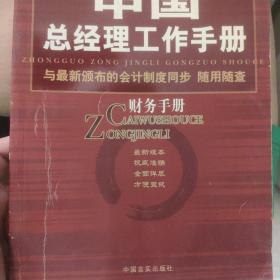 中国
总经理工作手册
ZHONGGUO ZONG JINGLI GONGZUO SHOUCE
与最新颁布的会计制度同步 随用随查
财务手册
CAIWUSHOUCE
ZONGJINGLI
最新版本
权威准确
全面详尽
方便查找
中国言实出版社